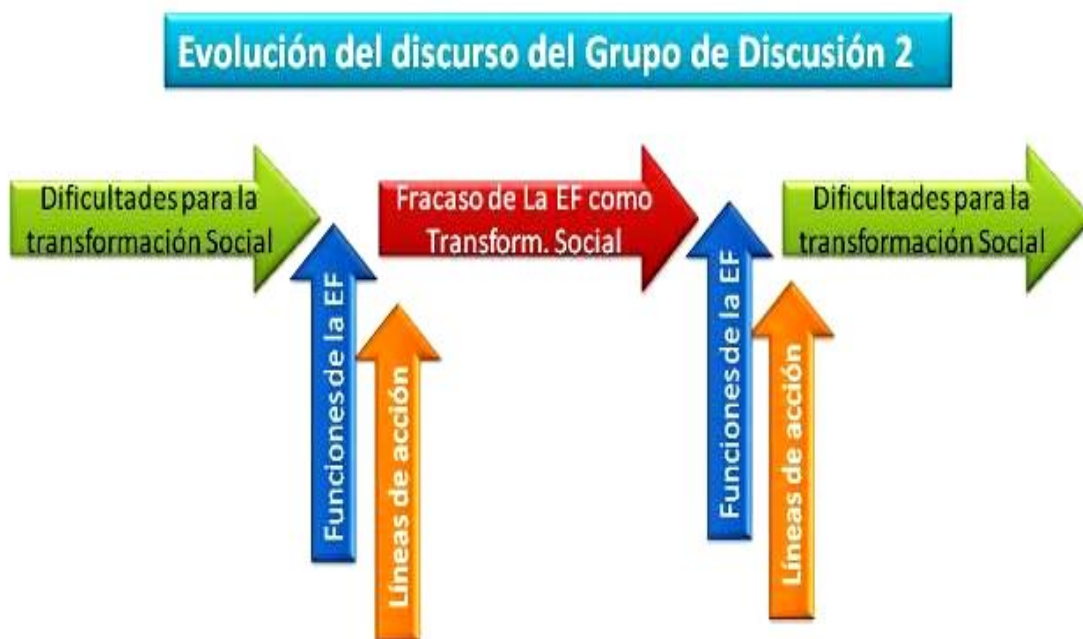 Evolución del discurso del Grupo de Discusión 2
Dificultades para la
transformación Social
Funciones de la EF
Líneas de acción
Fracaso de La EF como
Transform. Social
Funciones de la EF
Líneas de acción
Dificultades para la
transformación Social